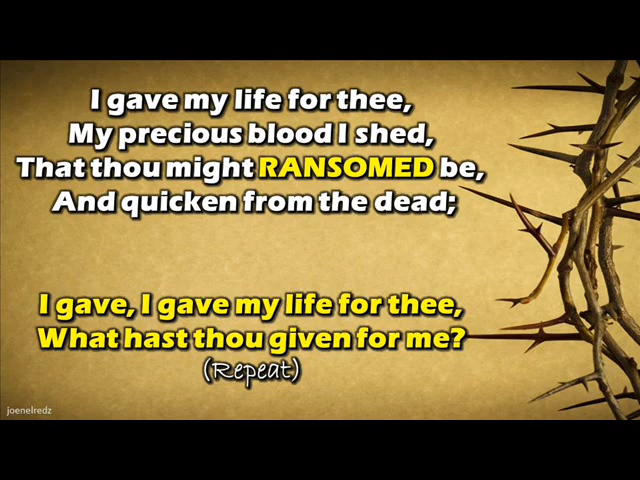 I gave my life for thee,
My precious blood I shed,
That thou might RANSOMED be,
And quicken from the dead;
I gave, I gave my life for thee,
What hast thou given for me?
(Repeat)
joenelredz